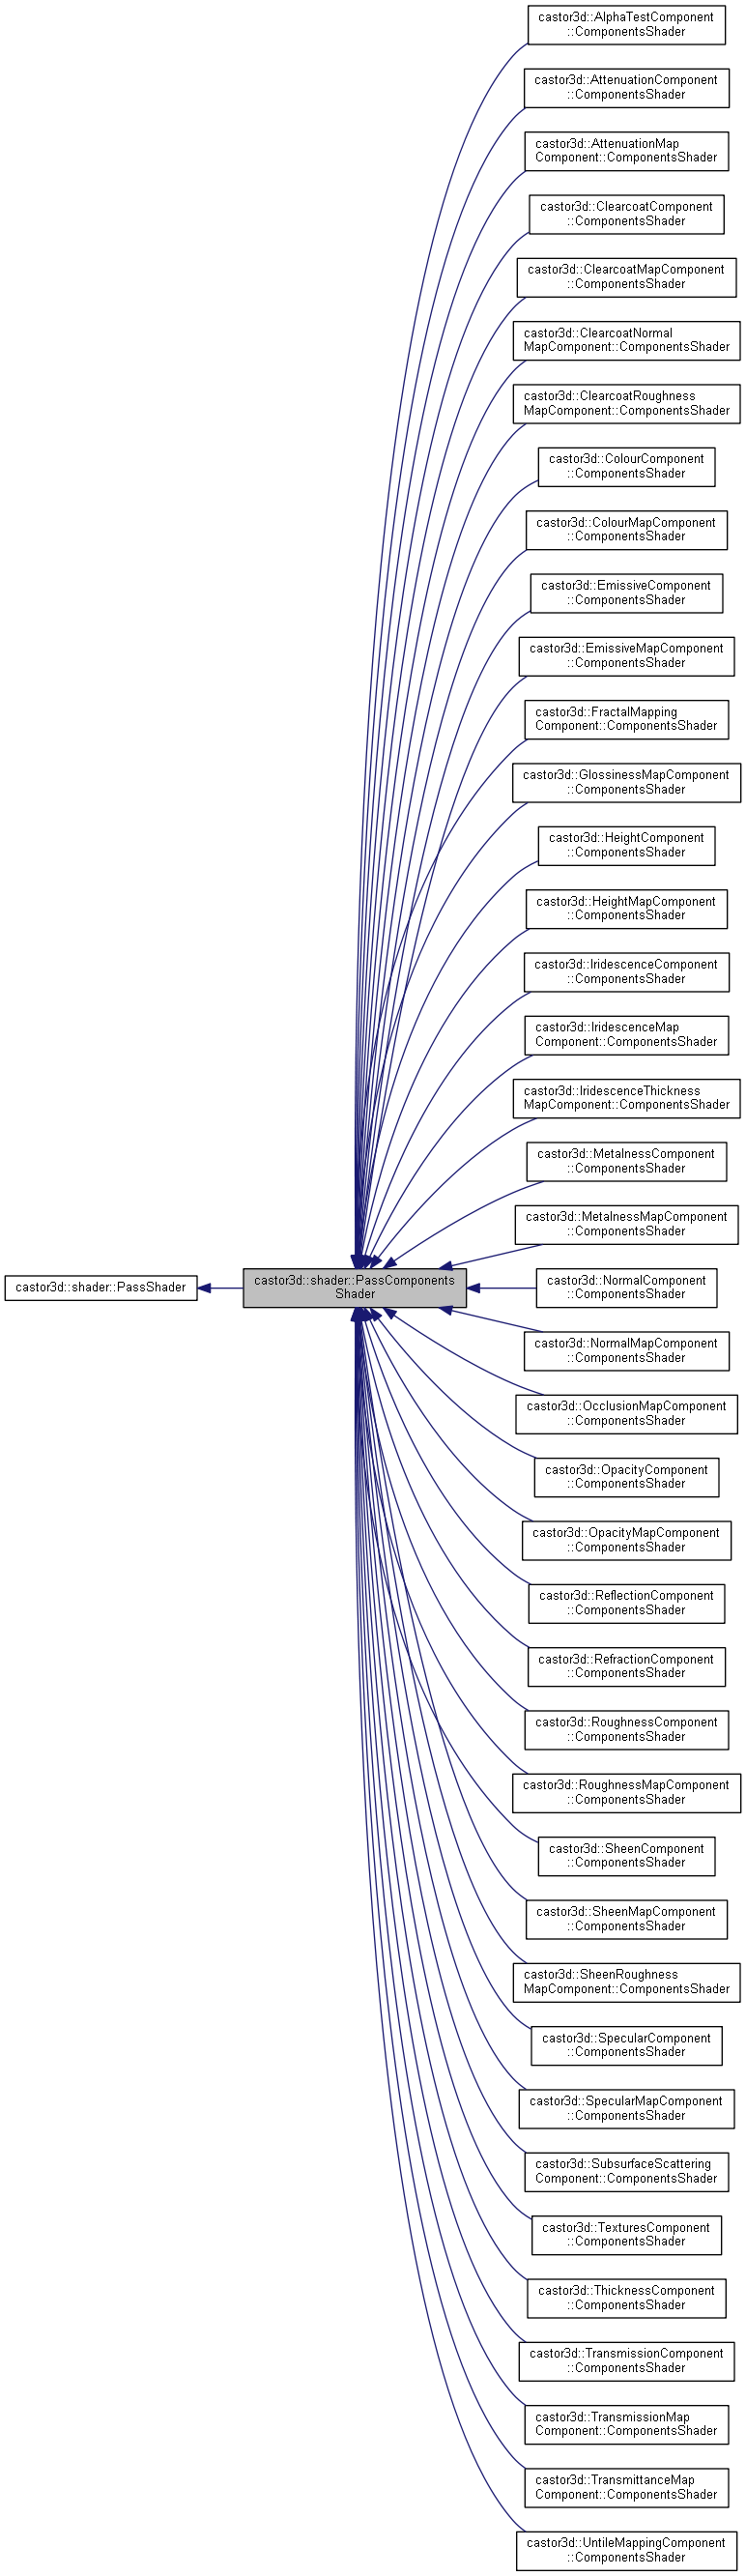 castor3d::AlphaTestComponent
::ComponentsShader
castor3d::AttenuationComponent
::ComponentsShader
castor3d::AttenuationMap
Component::ComponentsShader
castor3d::ClearcoatComponent
::ComponentsShader
castor3d::ClearcoatMapComponent
::ComponentsShader
castor3d::ClearcoatNormal
MapComponent::ComponentsShader
castor3d::ClearcoatRoughness
MapComponent::ComponentsShader
castor3d::ColourComponent
::ComponentsShader
castor3d::ColourMapComponent
::ComponentsShader
castor3d::EmissiveComponent
::ComponentsShader
castor3d::EmissiveMapComponent
::ComponentsShader
castor3d::FractalMapping
Component::ComponentsShader
castor3d::GlossinessMapComponent
::ComponentsShader
castor3d::HeightComponent
::ComponentsShader
castor3d::HeightMapComponent
::ComponentsShader
castor3d::IridescenceComponent
::ComponentsShader
castor3d::IridescenceMap
Component::ComponentsShader
castor3d::IridescenceThickness
MapComponent::ComponentsShader
castor3d::MetalnessComponent
::ComponentsShader
castor3d::MetalnessMapComponent
::ComponentsShader
castor3d::shader::PassShader
castor3d::shader::PassComponents
Shader
castor3d::NormalComponent
::ComponentsShader
castor3d::NormalMapComponent
::ComponentsShader
castor3d::OcclusionMapComponent
::ComponentsShader
castor3d::OpacityComponent
::ComponentsShader
castor3d::OpacityMapComponent
::ComponentsShader
castor3d::ReflectionComponent
::ComponentsShader
castor3d::RefractionComponent
::ComponentsShader
castor3d::RoughnessComponent
::ComponentsShader
castor3d::RoughnessMapComponent
::ComponentsShader
castor3d::SheenComponent
::ComponentsShader
castor3d::SheenMapComponent
::ComponentsShader
castor3d::SheenRoughness
MapComponent::ComponentsShader
castor3d::SpecularComponent
::ComponentsShader
castor3d::SpecularMapComponent
::ComponentsShader
castor3d::SubsurfaceScattering
Component::ComponentsShader
castor3d::TexturesComponent
::ComponentsShader
castor3d::ThicknessComponent
::ComponentsShader
castor3d::TransmissionComponent
::ComponentsShader
castor3d::TransmissionMap
Component::ComponentsShader
castor3d::TransmittanceMap
Component::ComponentsShader
castor3d::UntileMappingComponent
::ComponentsShader